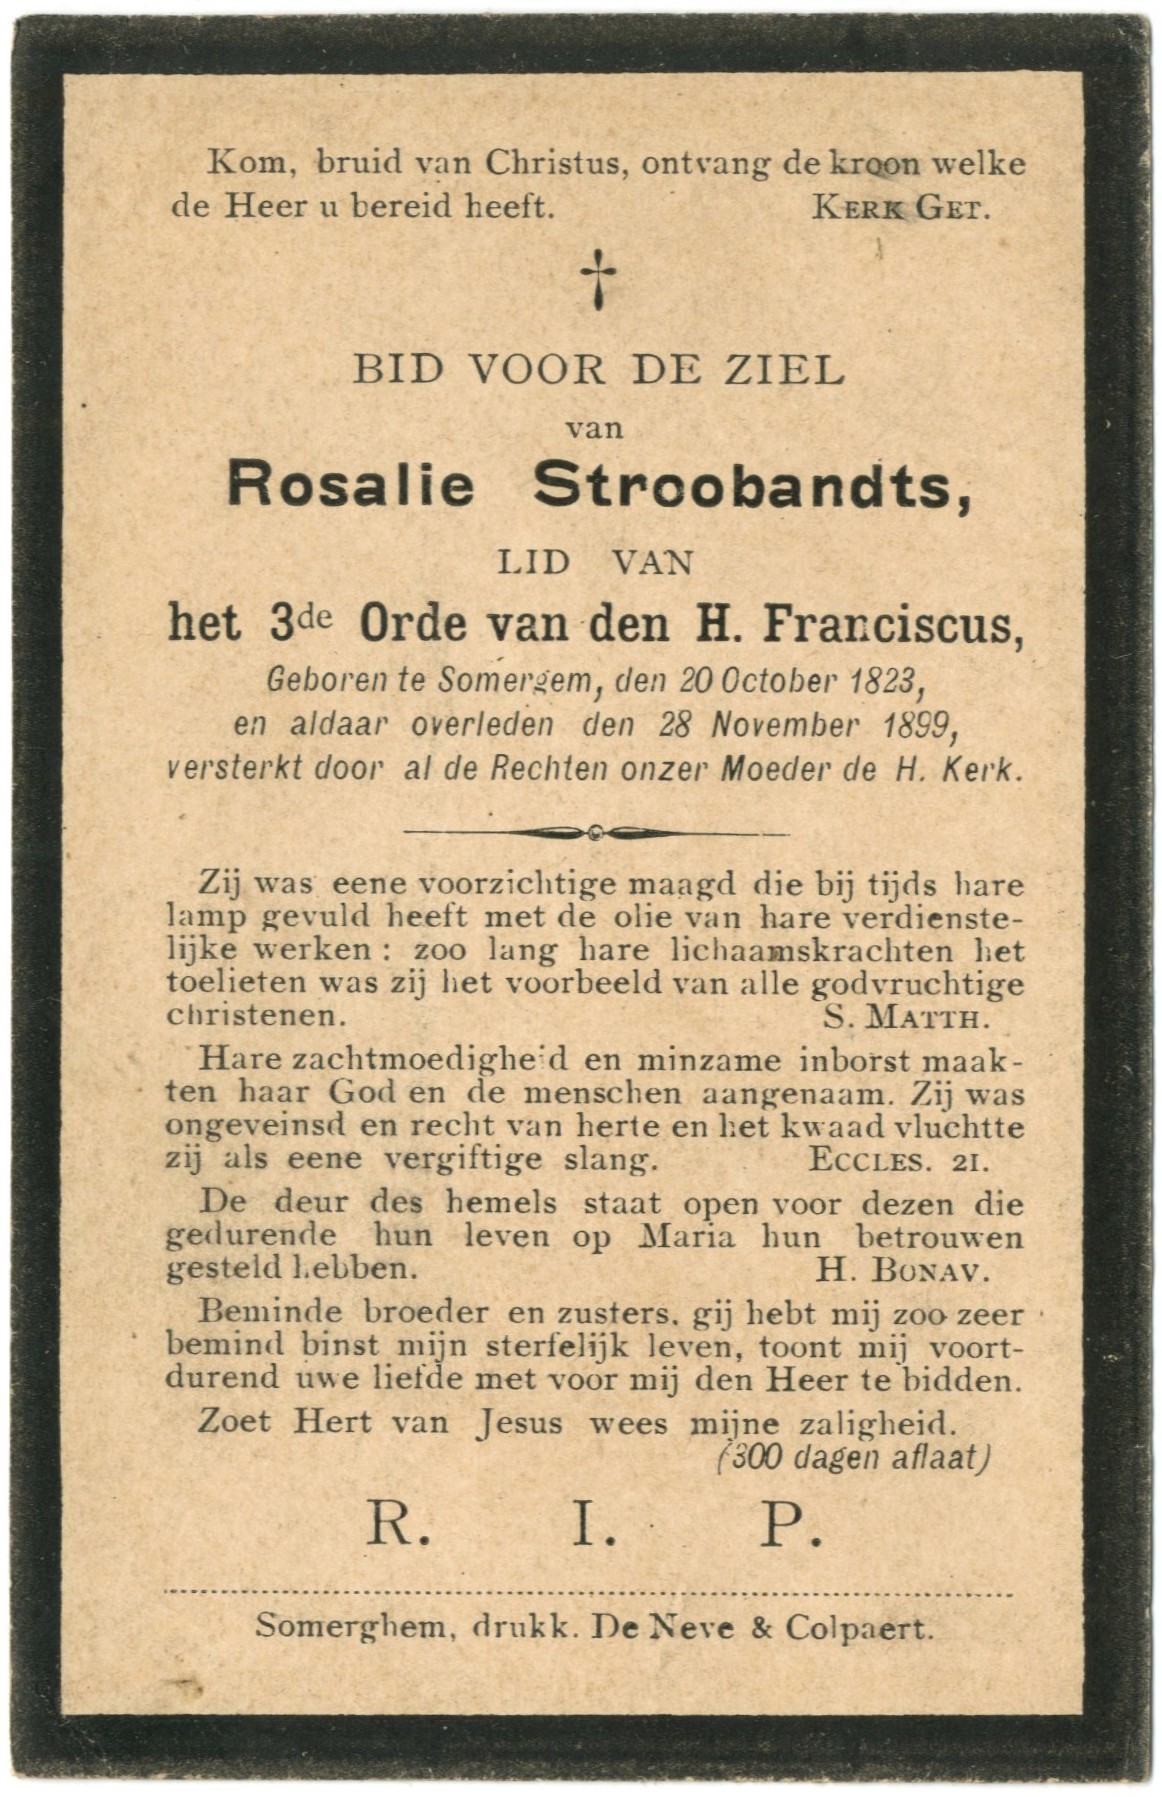 Kom, bruid van Christus, ontvang de kroon welke
de Heer u bereid heeft. KERK GET.
†
BID VOOR DE ZIEL
van
Rosalie Stroobandts,
LID VAN
het 3de Orde van den H. Franciscus,
Geboren te Somergem, den 20 October 1823,
en aldaar overleden den 28 November 1899,
versterkt door al de Rechten onzer Moeder de H. Kerk.
Zij was eene voorzichtige maagd die bij tijds hare
lamp gevuld heeft met de olie van hare verdienste-
lijke werken : zoo lang hare lichaamskrachten het
toelieten was zij het voorbeeld van alle godvruchtige
christenen. S. MATTH.
Hare zachtmoedigheid en minzame inborst maak-
ten haar God en de menschen aangenaam. Zij was
ongeveinsd en recht van herte en het kwaad vluchtte
zij als eene vergiftige slang. ECCLES. 21.
De deur des hemels staat open voor dezen die
gedurende hun leven op Maria hun betrouwen
gesteld hebben. H. BONAV.
Beminde broeder en zusters, gij hebt mij zoo zeer
bemind binst mijn sterfelijk leven, toont mij voort-
durend uwe liefde met voor mij den Heer te bidden.
Zoet Hert van Jesus wees mijne zaligheid.
(300 dagen aflaat)
R. I. P.
Somerghem, drukk. De Neve & Colpaert.